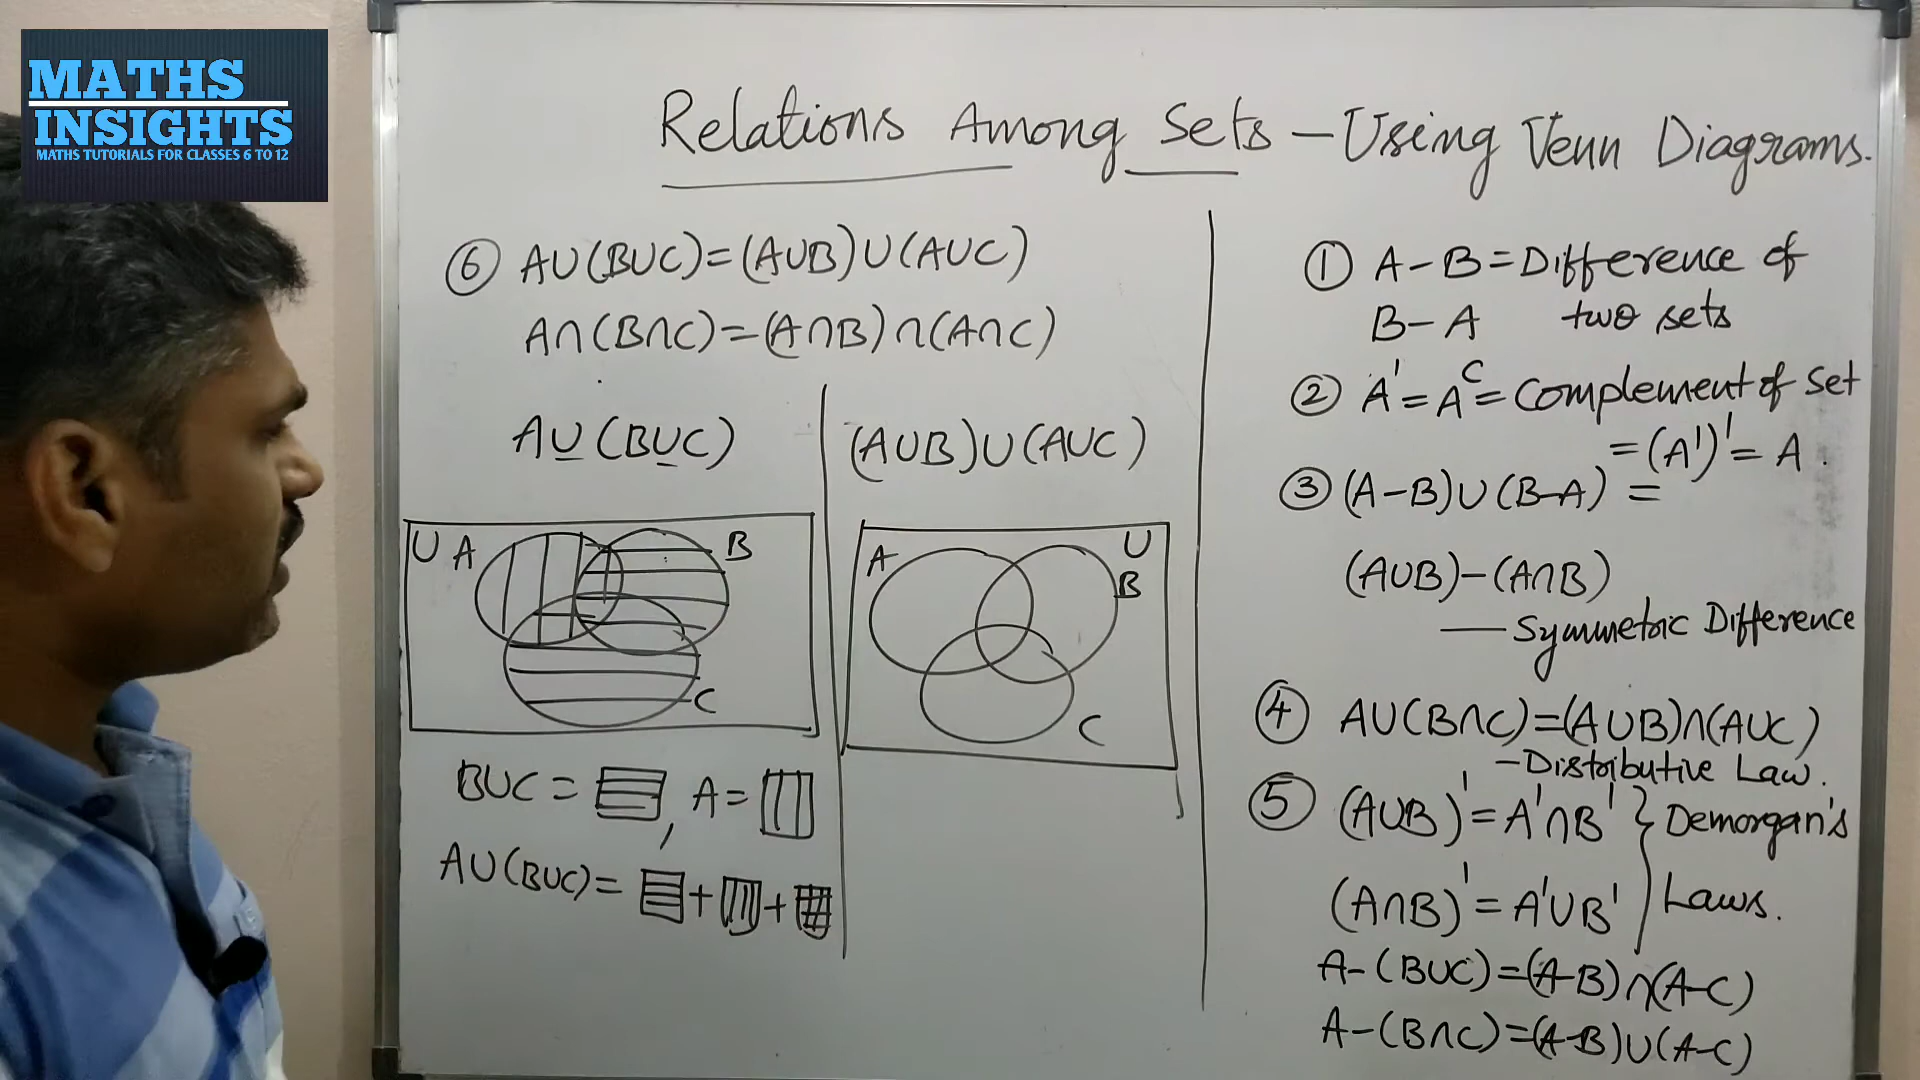 MATHS
INSIGHTS
MATHS TUTORIALS FOR CLASSES 6 TO 12
Relations Among Sets – Using Venn Diagrams.
⑥ A∪(B∪C)=(A∪B)∪(A∪C)
A∩(B∩C)=(A∩B)∩(A∩C)
A∪(B∪C)
(A∪B)∪(A∪C)
U A B
C
A U
B
C
B∪C = , A =
A∪(B∪C)= + +
① A–B=Difference of
B–A two sets
② A'=Aᶜ=Complement of Set
=(A')'=A.
③ (A–B)∪(B–A) =
(A∪B)–(A∩B)
— Symmetric Difference
④ A∪(B∩C)=(A∪B)∩(A∪C)
–Distributive Law.
⑤ (A∪B)'=A'∩B' } Demorgan's
(A∩B)'=A'∪B' Laws.
A–(B∪C)=(A–B)∩(A–C)
A–(B∩C)=(A–B)∪(A–C)